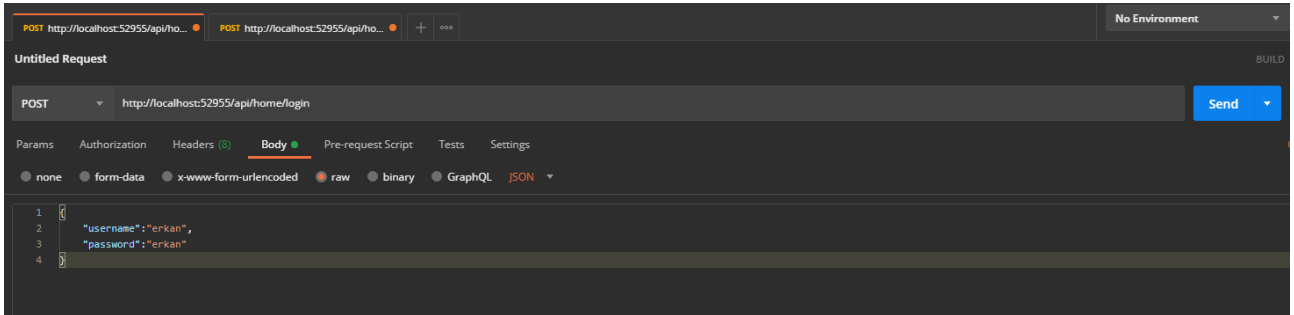 POST http://localhost:52955/api/ho... POST http://localhost:52955/api/ho... + ooo No Environment
Untitled Request BUILD
POST http://localhost:52955/api/home/login Send
Params Authorization Headers (8) Body Pre-request Script Tests Settings
none form-data x-www-form-urlencoded raw binary GraphQL JSON
1 {
2 "username":"erkan",
3 "password":"erkan"
4 }